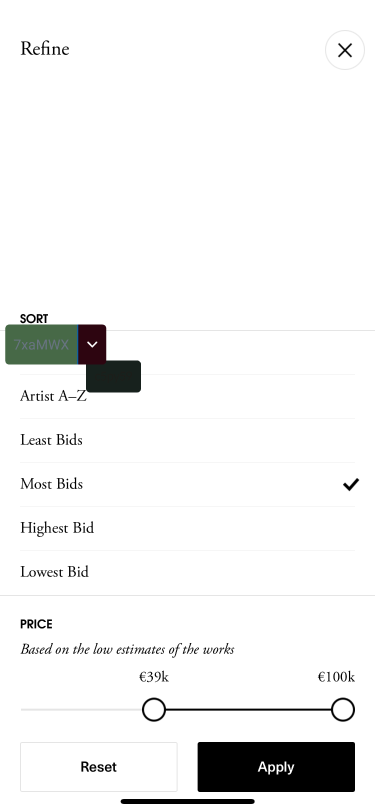 Refine
SORT
7xaMWX
Artist A–Z
Least Bids
Most Bids
Highest Bid
Lowest Bid
PRICE
Based on the low estimates of the works
€39k €100k
Reset Apply